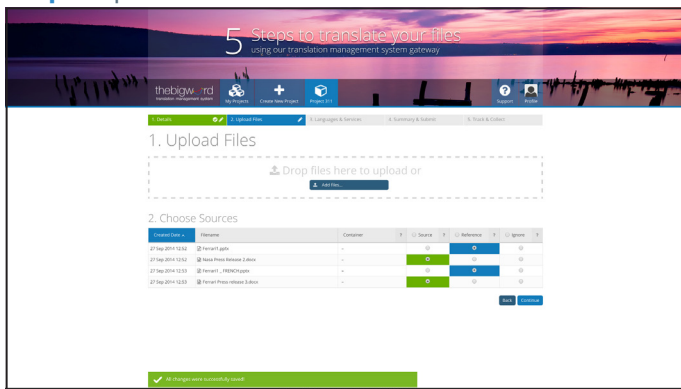 5 Steps to translate your files
using our translation management system gateway
thebigword
translation management system
My Projects
Create New Project
Project 311
Support
Profile
1. Details
2. Upload Files
3. Languages & Services
4. Summary & Submit
5. Track & Collect
1. Upload Files
Drop files here to upload or
Add files...
2. Choose Sources
Created Date Filename Container ? Source ? Reference ? Ignore ?
27 Sep 2014 12:52 Ferrari1.pptx -
27 Sep 2014 12:52 Nasa Press Release 2.docx -
27 Sep 2014 12:53 Ferrari1 _ FRENCH.pptx -
27 Sep 2014 12:53 Ferrari Press release 3.docx -
Back Continue
All changes were successfully saved!